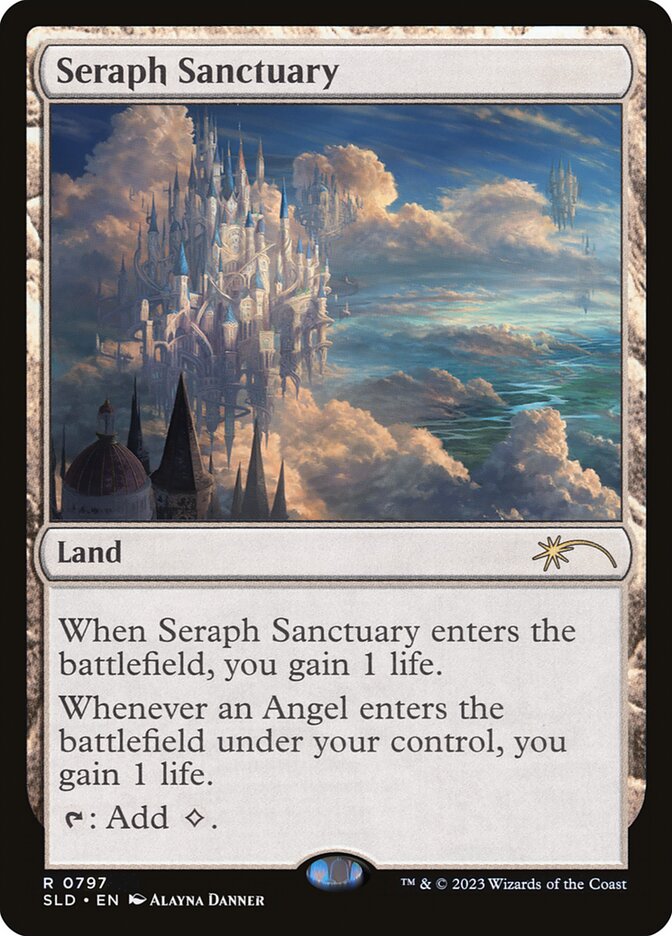 Seraph Sanctuary
Land
When Seraph Sanctuary enters the
battlefield, you gain 1 life.
Whenever an Angel enters the
battlefield under your control, you
gain 1 life.
: Add .
R 0797
SLD • EN Alayna Danner
™ & © 2023 Wizards of the Coast